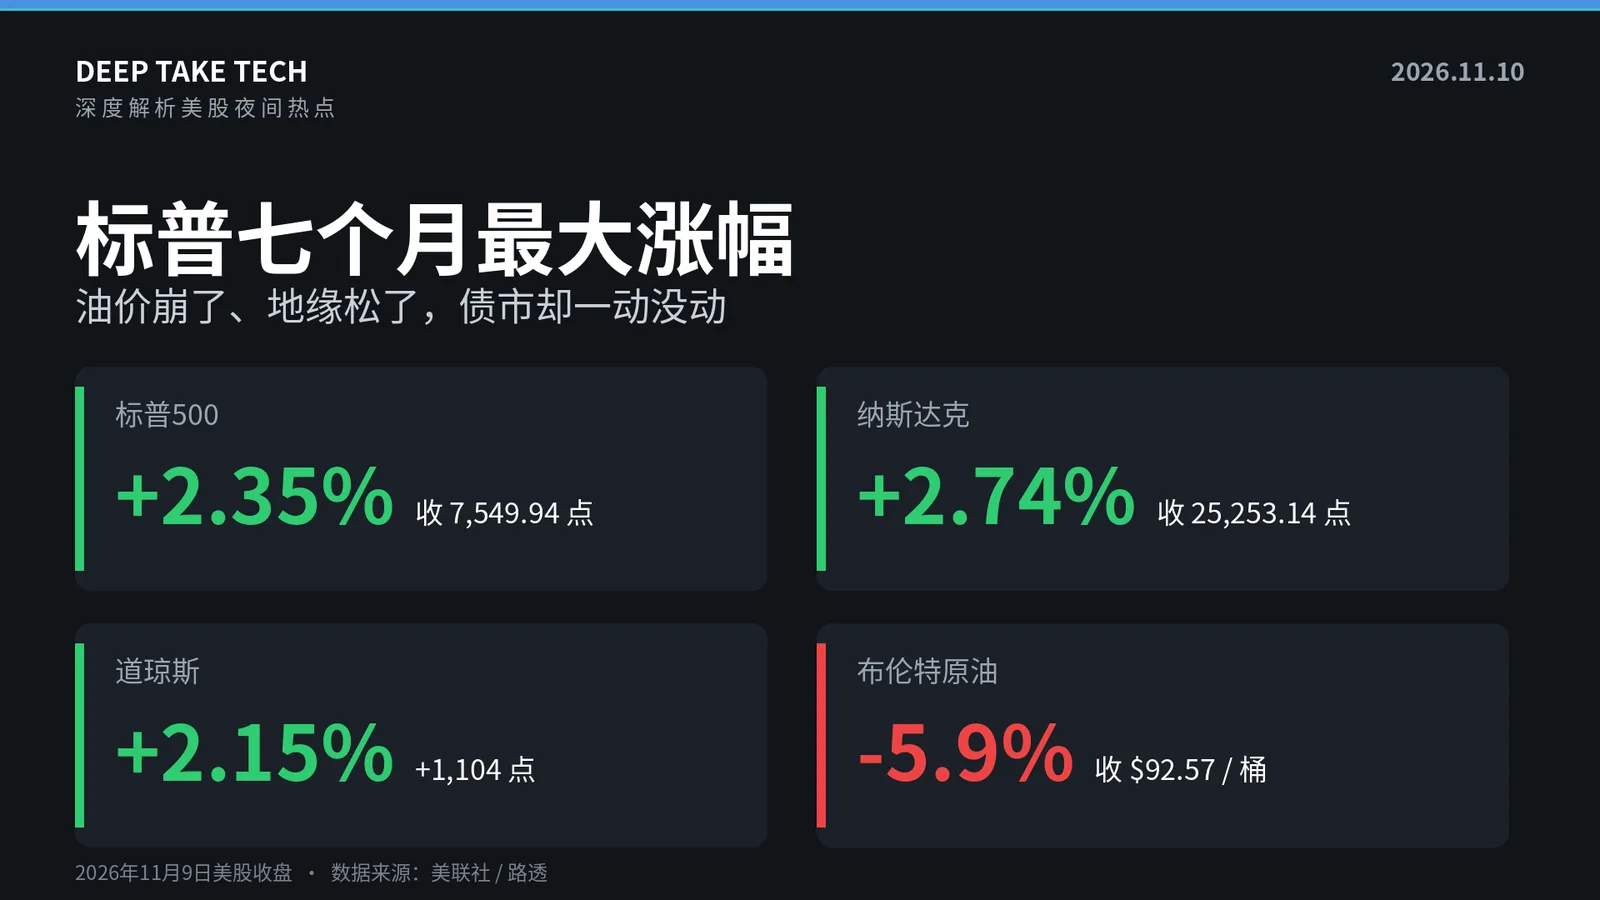 DEEP TAKE TECH
2026.11.10
深度解析美股夜间热点
标普七个月最大涨幅
油价崩了、地缘松了，债市却一动没动
标普500
+2.35% 收 7,549.94 点
纳斯达克
+2.74% 收 25,253.14 点
道琼斯
+2.15% +1,104 点
布伦特原油
-5.9% 收 $92.57 / 桶
2026年11月9日美股收盘 · 数据来源：美联社 / 路透